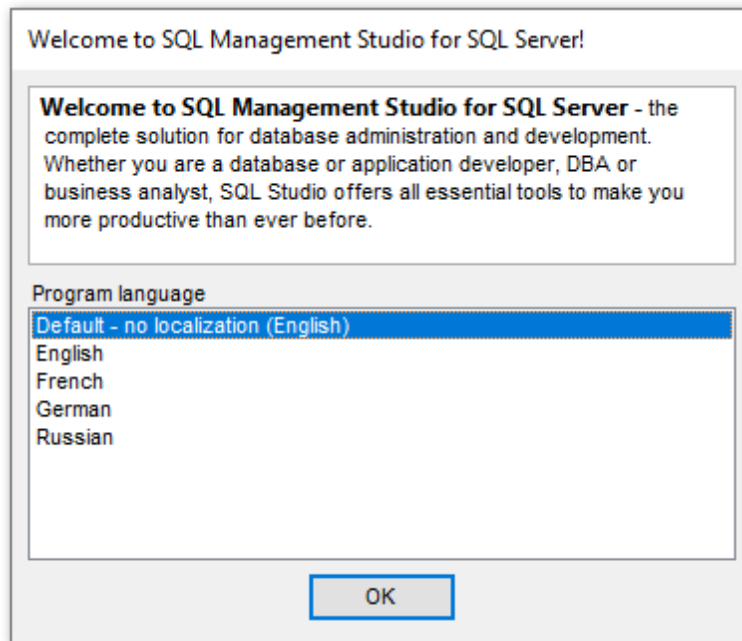 Welcome to SQL Management Studio for SQL Server!
Welcome to SQL Management Studio for SQL Server - the
complete solution for database administration and development.
Whether you are a database or application developer, DBA or
business analyst, SQL Studio offers all essential tools to make you
more productive than ever before.
Program language
Default - no localization (English)
English
French
German
Russian
OK